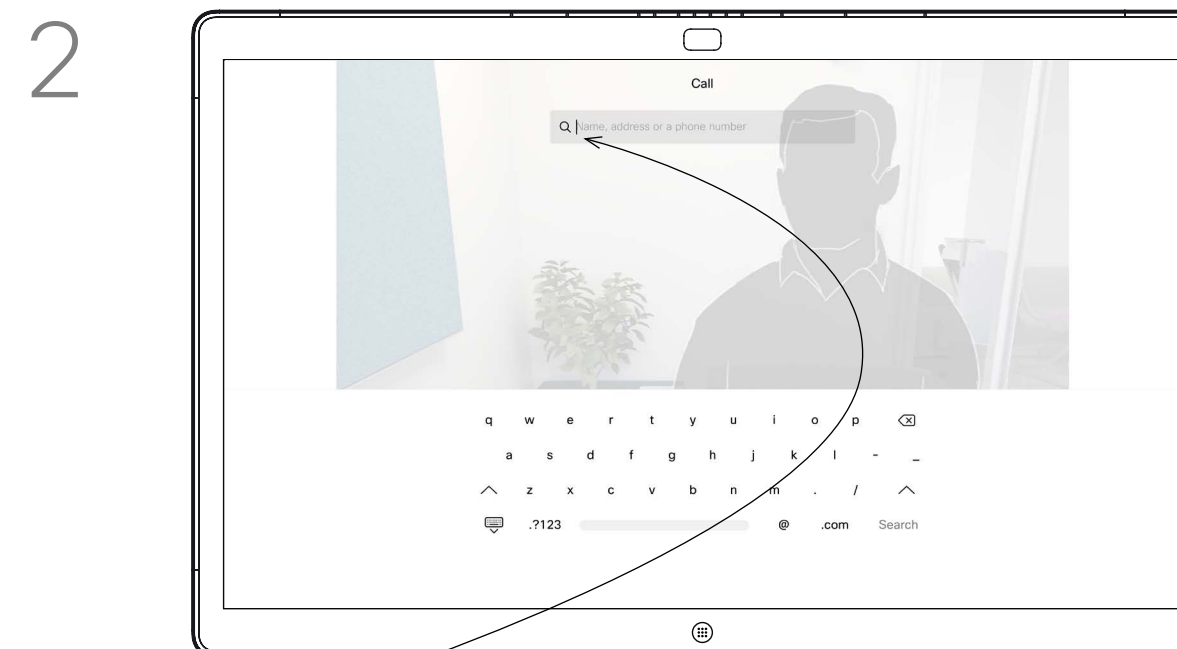 2
Call
Name, address or a phone number
q w e r t y u i o p
a s d f g h j k l - _
z x c v b n m . /
.?123 @ .com Search